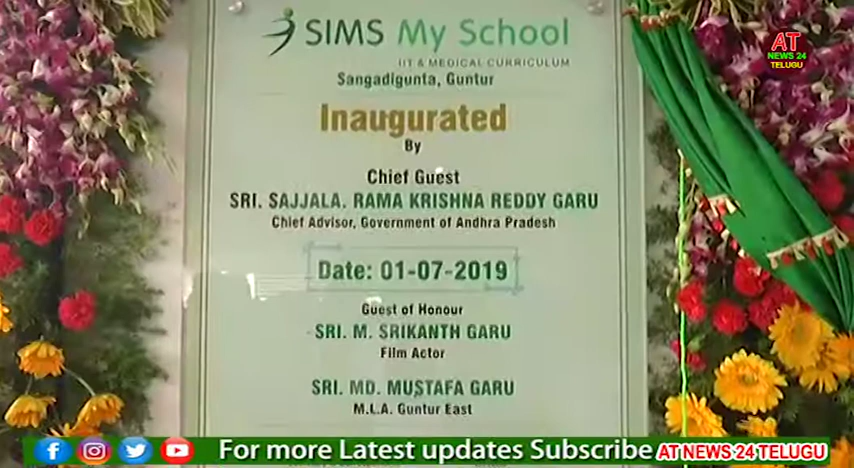 SIMS My School
IIT & MEDICAL CURRICULUM
Sangadigunta, Guntur
Inaugurated
By
Chief Guest
SRI. SAJJALA. RAMA KRISHNA REDDY GARU
Chief Advisor, Government of Andhra Pradesh
Date: 01-07-2019
Guest of Honour
SRI. M. SRIKANTH GARU
Film Actor
SRI. MD. MUSTAFA GARU
M.L.A. Guntur East
AT
NEWS 24
TELUGU
For more Latest updates Subscribe AT NEWS 24 TELUGU